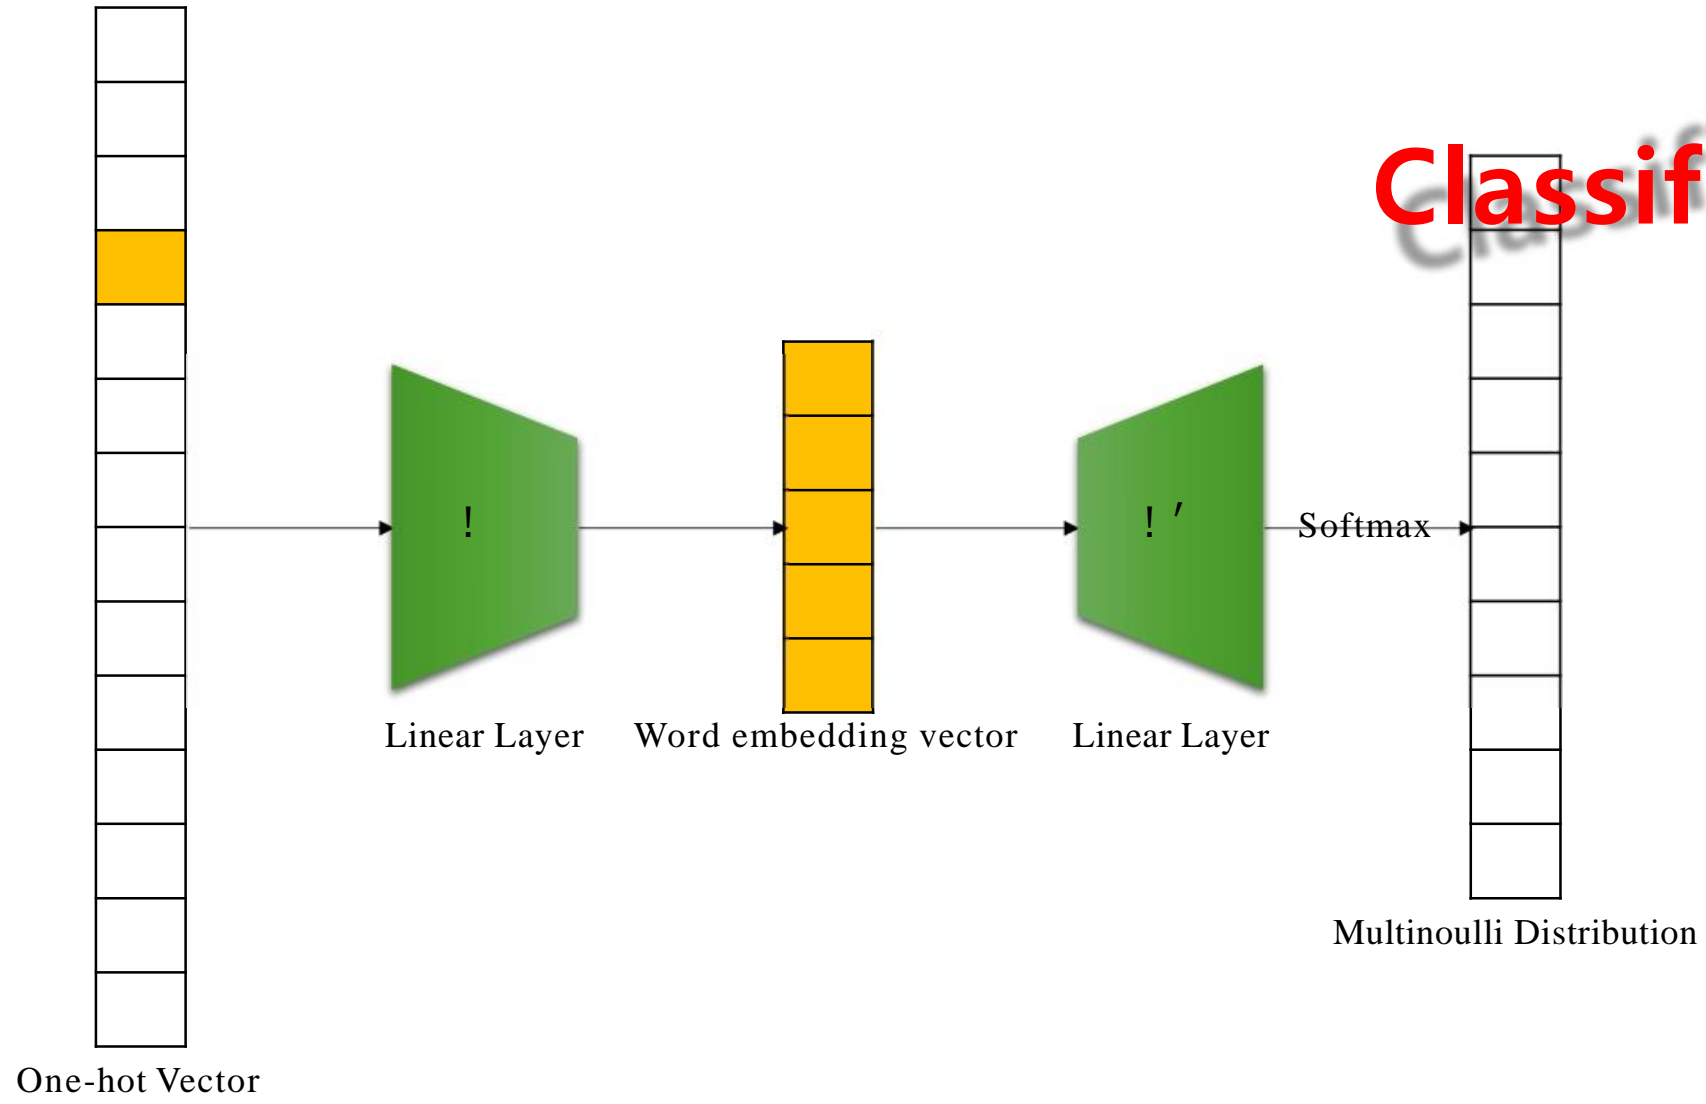 Classif
!
! ′
Softmax
Linear Layer
Word embedding vector
Linear Layer
Multinoulli Distribution
One-hot Vector